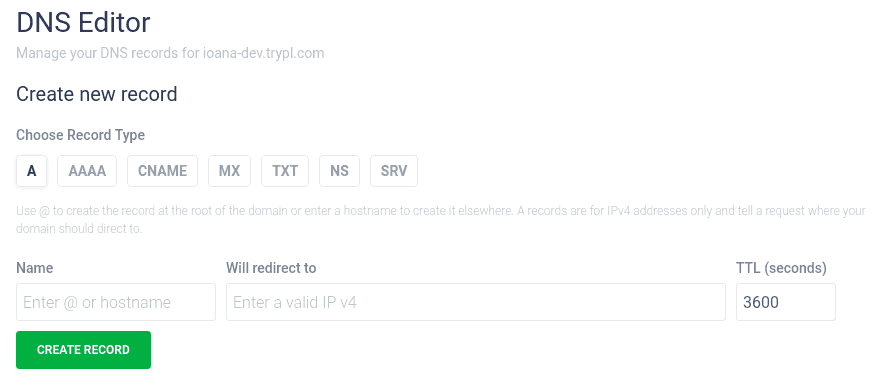 DNS Editor
Manage your DNS records for ioana-dev.trypl.com
Create new record
Choose Record Type
A AAAA CNAME MX TXT NS SRV
Use @ to create the record at the root of the domain or enter a hostname to create it elsewhere. A records are for IPv4 addresses only and tell a request where your
domain should direct to.
Name Will redirect to TTL (seconds)
Enter @ or hostname Enter a valid IP v4 3600
CREATE RECORD